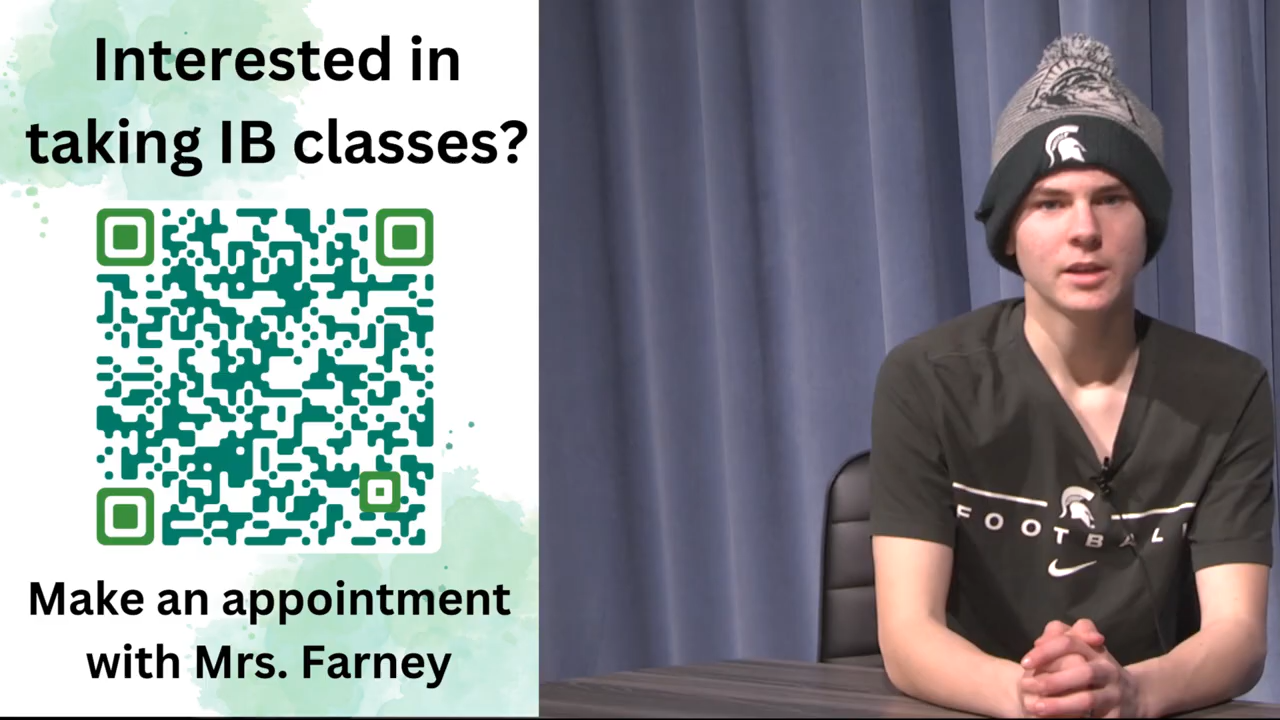 Interested in
taking IB classes?
Make an appointment
with Mrs. Farney
FOOTBALL